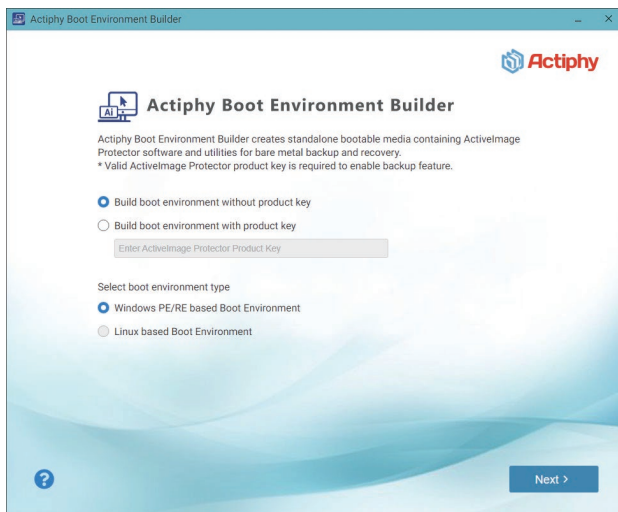 Actiphy Boot Environment Builder
Actiphy
Ai
Actiphy Boot Environment Builder
Actiphy Boot Environment Builder creates standalone bootable media containing ActiveImage
Protector software and utilities for bare metal backup and recovery.
* Valid ActiveImage Protector product key is required to enable backup feature.
Build boot environment without product key
Build boot environment with product key
Enter ActiveImage Protector Product Key
Select boot environment type
Windows PE/RE based Boot Environment
Linux based Boot Environment
?
Next >